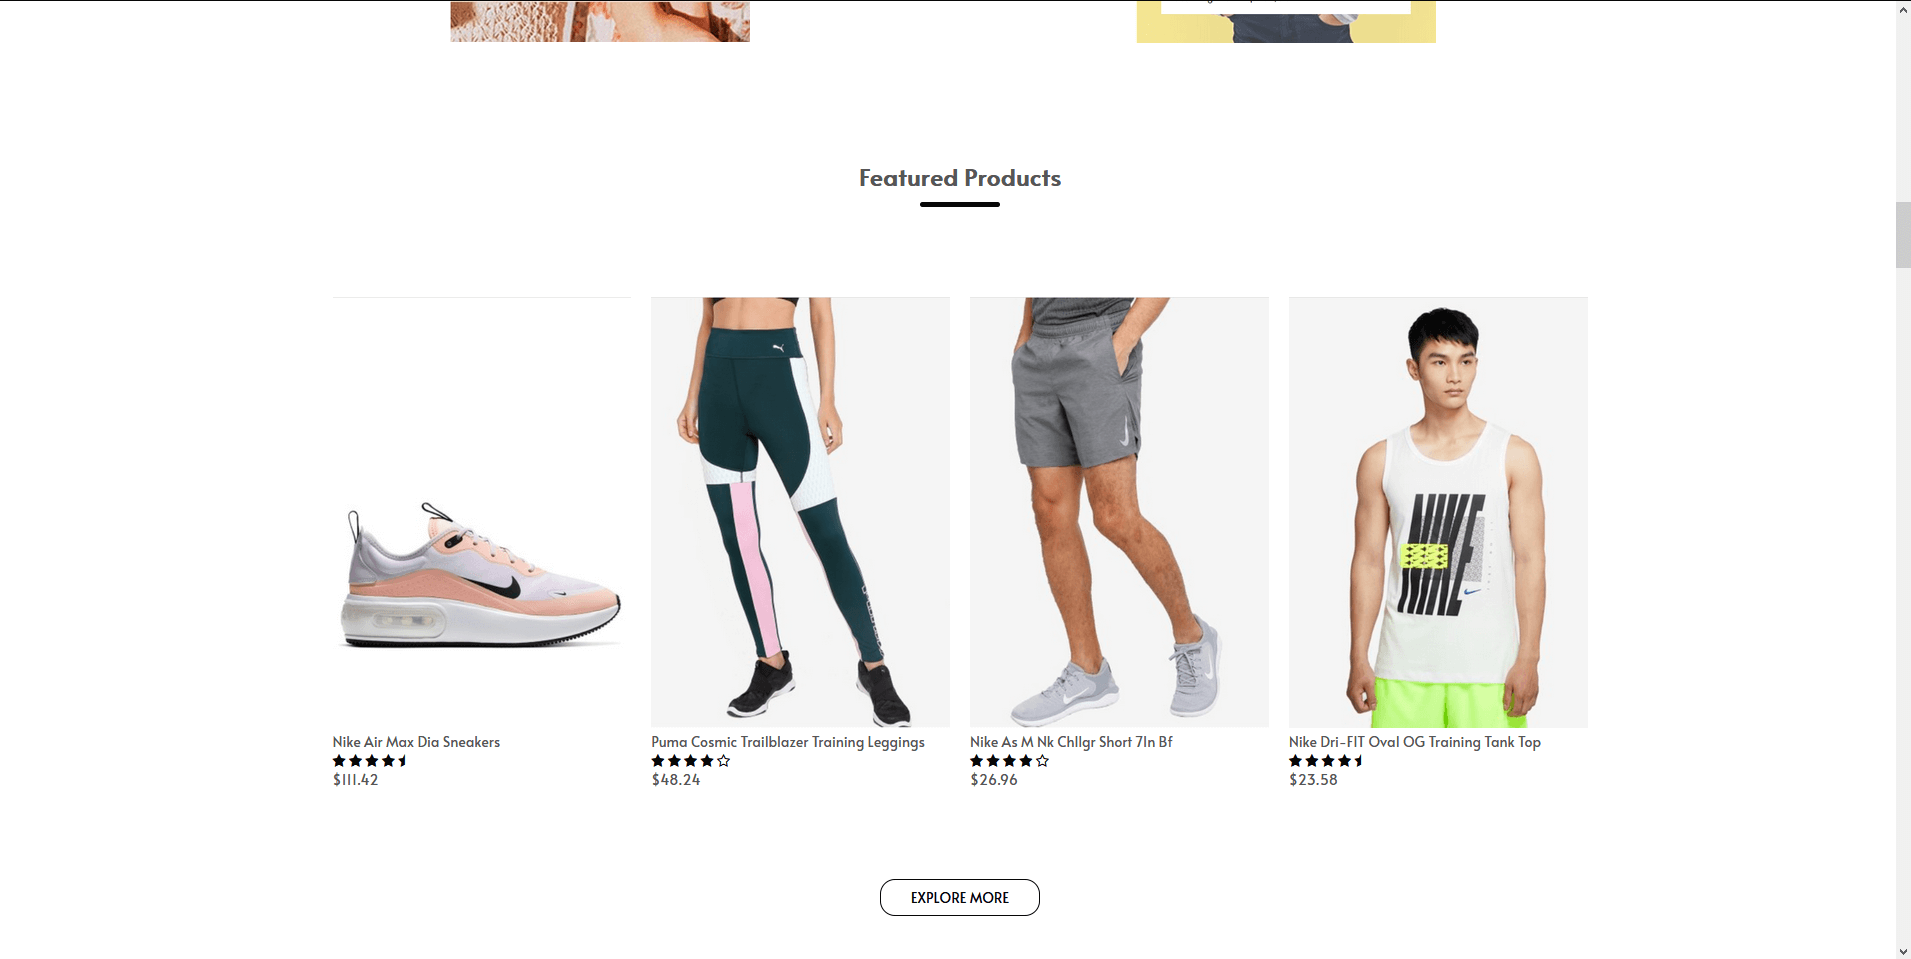 Featured Products
NIKE
Nike Air Max Dia Sneakers
$111.42
Puma Cosmic Trailblazer Training Leggings
$48.24
Nike As M Nk Chllgr Short 7In Bf
$26.96
Nike Dri-FIT Oval OG Training Tank Top
$23.58
EXPLORE MORE